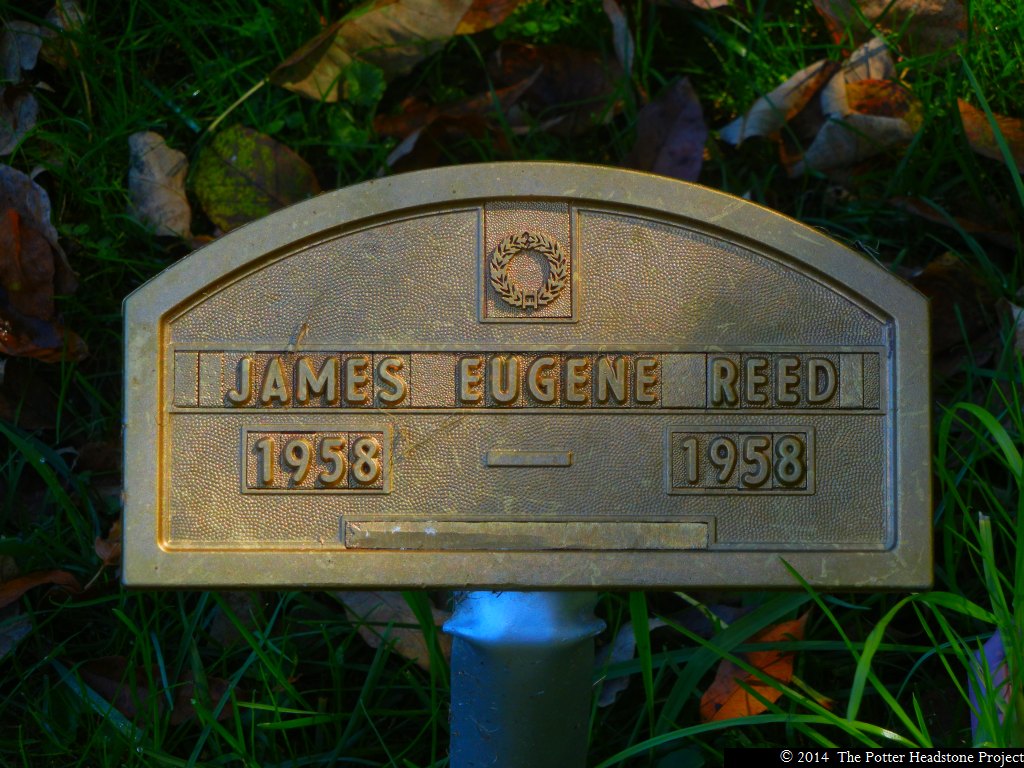 JAMES EUGENE REED
1958 — 1958
© 2014 The Potter Headstone Project